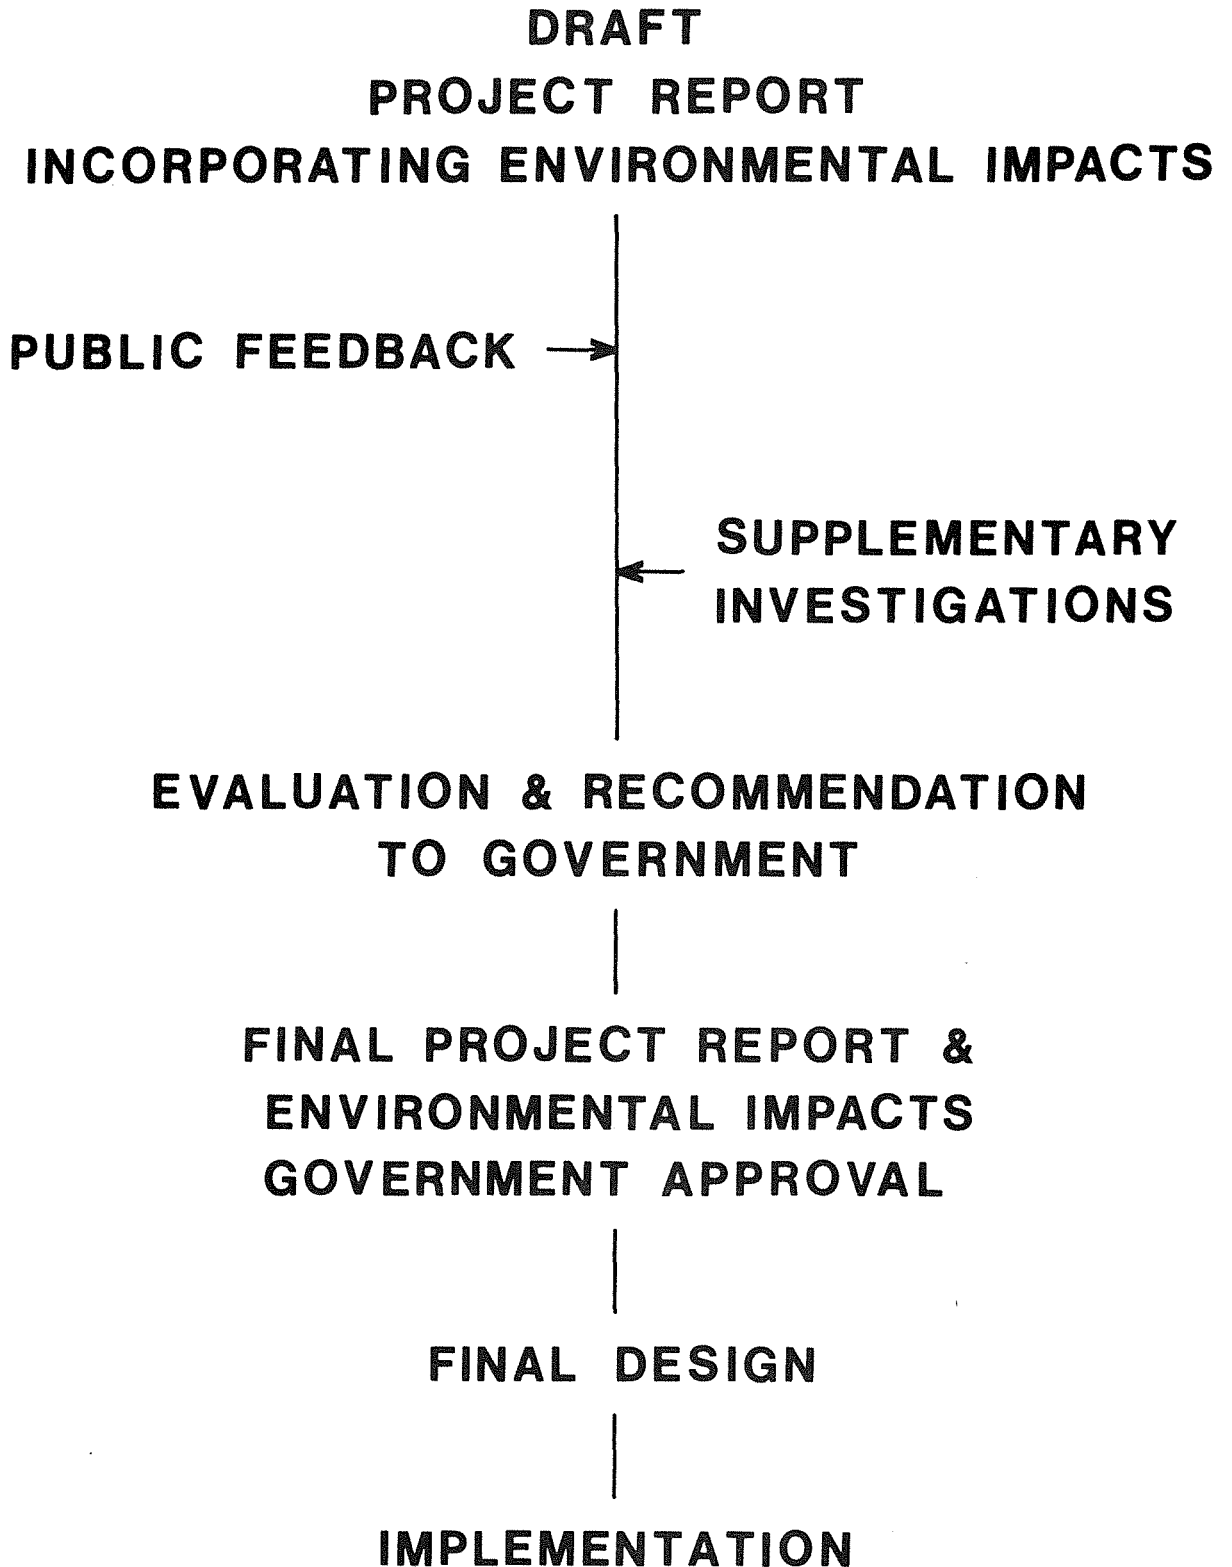 DRAFT
PROJECT REPORT
INCORPORATING ENVIRONMENTAL IMPACTS
PUBLIC FEEDBACK
SUPPLEMENTARY
INVESTIGATIONS
EVALUATION & RECOMMENDATION
TO GOVERNMENT
FINAL PROJECT REPORT &
ENVIRONMENTAL IMPACTS
GOVERNMENT APPROVAL
FINAL DESIGN
IMPLEMENTATION